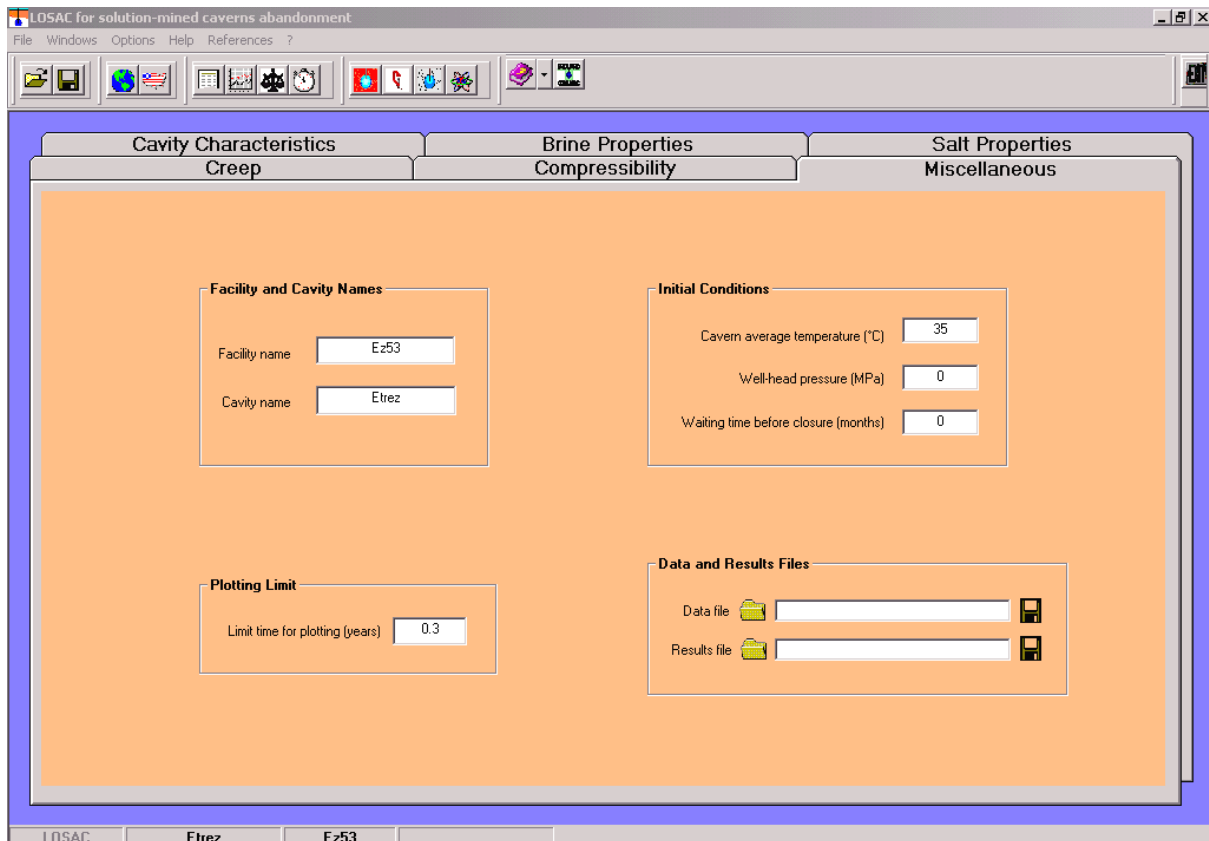 LOSAC for solution-mined caverns abandonment
File Windows Options Help References ?
Cavity Characteristics Brine Properties Salt Properties
Creep Compressibility Miscellaneous
Facility and Cavity Names
Facility name Ez53
Cavity name Etrez
Initial Conditions
Cavern average temperature (°C) 35
Well-head pressure (MPa) 0
Waiting time before closure (months) 0
Plotting Limit
Limit time for plotting (years) 0.3
Data and Results Files
Data file
Results file
LOSAC Etrez Ez53